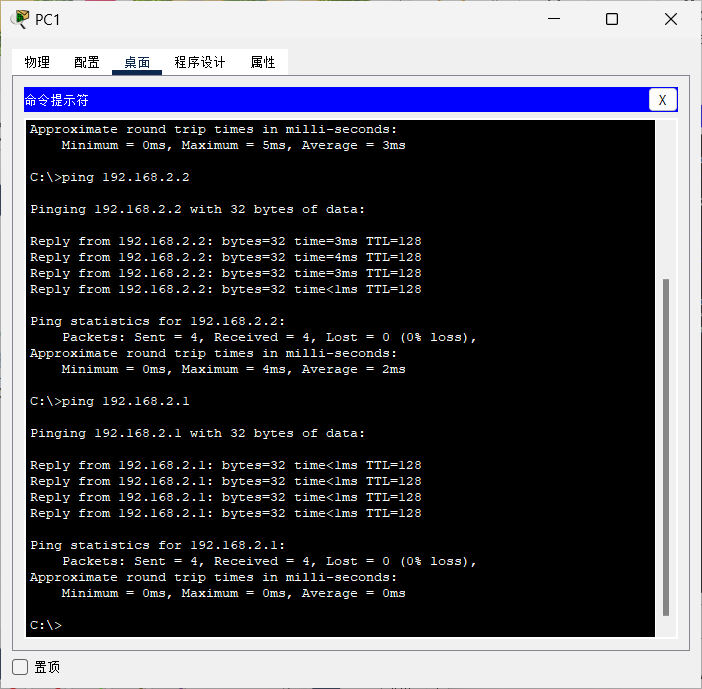 PC1
物理 配置 桌面 程序设计 属性
命令提示符 X
Approximate round trip times in milli-seconds:
    Minimum = 0ms, Maximum = 5ms, Average = 3ms
C:\>ping 192.168.2.2
Pinging 192.168.2.2 with 32 bytes of data:
Reply from 192.168.2.2: bytes=32 time=3ms TTL=128
Reply from 192.168.2.2: bytes=32 time=4ms TTL=128
Reply from 192.168.2.2: bytes=32 time=3ms TTL=128
Reply from 192.168.2.2: bytes=32 time<1ms TTL=128
Ping statistics for 192.168.2.2:
    Packets: Sent = 4, Received = 4, Lost = 0 (0% loss),
Approximate round trip times in milli-seconds:
    Minimum = 0ms, Maximum = 4ms, Average = 2ms
C:\>ping 192.168.2.1
Pinging 192.168.2.1 with 32 bytes of data:
Reply from 192.168.2.1: bytes=32 time<1ms TTL=128
Reply from 192.168.2.1: bytes=32 time<1ms TTL=128
Reply from 192.168.2.1: bytes=32 time<1ms TTL=128
Reply from 192.168.2.1: bytes=32 time<1ms TTL=128
Ping statistics for 192.168.2.1:
    Packets: Sent = 4, Received = 4, Lost = 0 (0% loss),
Approximate round trip times in milli-seconds:
    Minimum = 0ms, Maximum = 0ms, Average = 0ms
C:\>
置顶